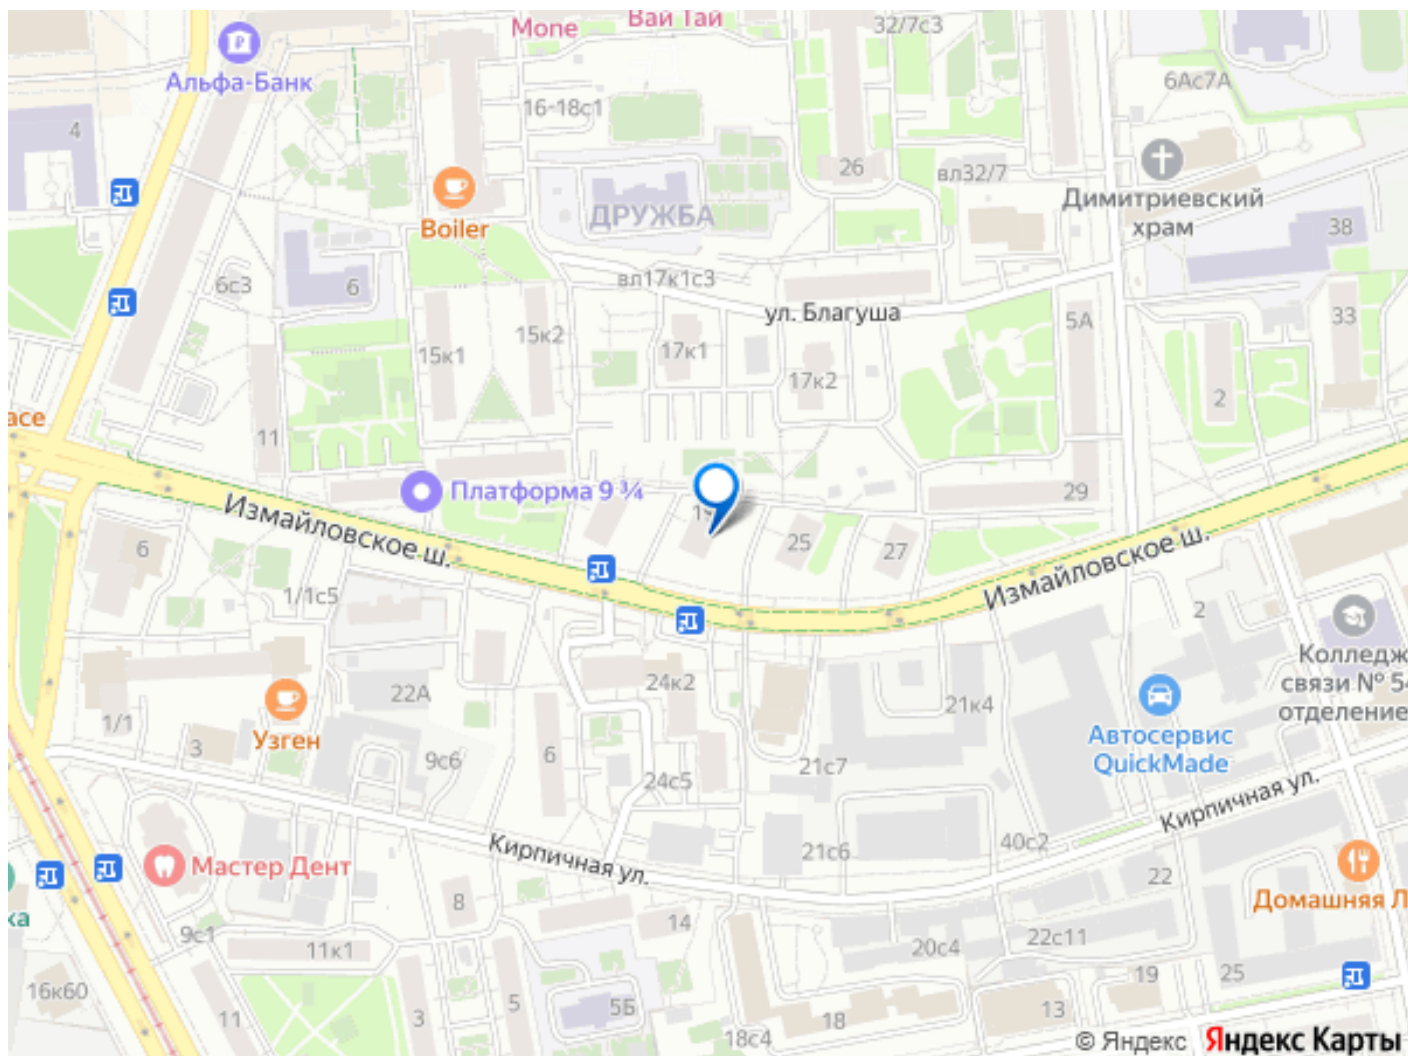 Mone
Вай Тай
32/7с3
Альфа-Банк
6Ас7А
16-18с1
4
26
вл32/7
Димитриевский
храм
ДРУЖБА
Boiler
38
6с3
6
вл17к1с3
ул. Благуша
5А
33
15к2
15к1
17к1
17к2
2
асе
11
Платформа 9 ¾
29
Измайловское ш.
25
27
Измайловское ш.
6
1/1с5
2
Колледж
связи № 54
отделение
24к2
22А
21к4
1/1
3
Узген
9с6
6
Автосервис
QuickMade
24с5
21с7
Кирпичная ул.
Кирпичная ул.
40с2
21с6
Мастер Дент
22
Домашняя Л
8
ка
9с1
14
11к1
20с4
22с11
16к60
19
25
5
5Б
11
3
18
13
18с4
© Яндекс Яндекс Карты